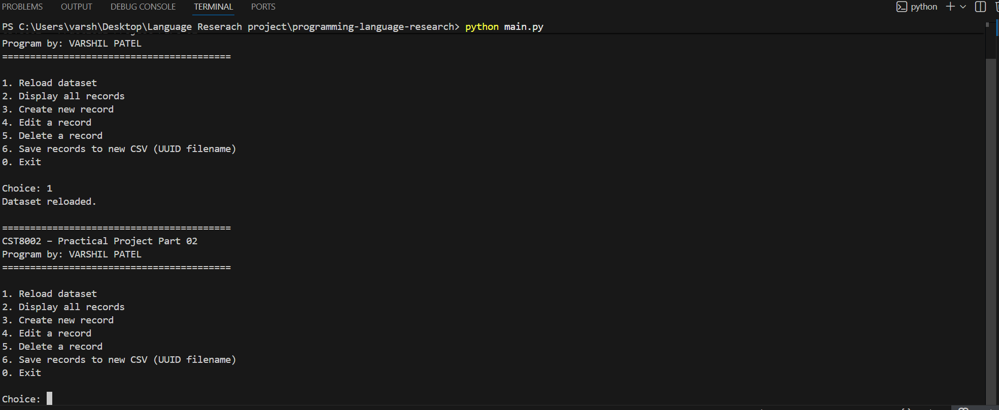 PROBLEMS OUTPUT DEBUG CONSOLE TERMINAL PORTS python
PS C:\Users\varsh\Desktop\Language Reserach project\programming-language-research> python main.py
Program by: VARSHIL PATEL
=========================================
1. Reload dataset
2. Display all records
3. Create new record
4. Edit a record
5. Delete a record
6. Save records to new CSV (UUID filename)
0. Exit
Choice: 1
Dataset reloaded.
=========================================
CST8002 – Practical Project Part 02
Program by: VARSHIL PATEL
=========================================
1. Reload dataset
2. Display all records
3. Create new record
4. Edit a record
5. Delete a record
6. Save records to new CSV (UUID filename)
0. Exit
Choice: